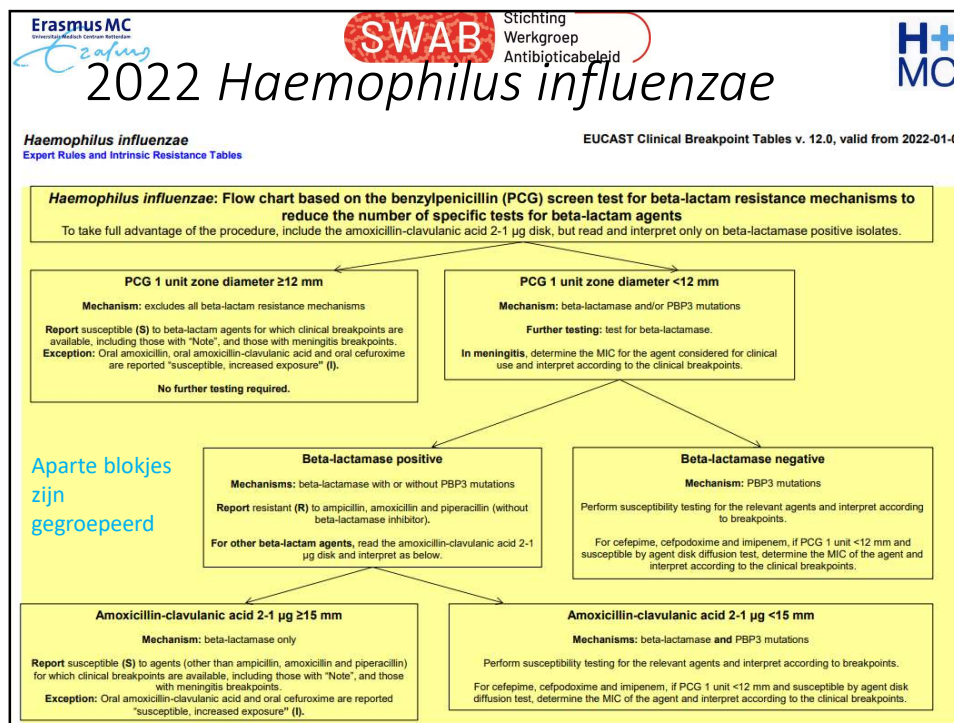 Erasmus MC
Universitair Medisch Centrum Rotterdam
Erasmus
SWAB
Stichting
Werkgroep
Antibioticabeleid
H+
MC
2022 Haemophilus influenzae
Haemophilus influenzae
Expert Rules and Intrinsic Resistance Tables
EUCAST Clinical Breakpoint Tables v. 12.0, valid from 2022-01-0
Haemophilus influenzae: Flow chart based on the benzylpenicillin (PCG) screen test for beta-lactam resistance mechanisms to
reduce the number of specific tests for beta-lactam agents
To take full advantage of the procedure, include the amoxicillin-clavulanic acid 2-1 µg disk, but read and interpret only on beta-lactamase positive isolates.
PCG 1 unit zone diameter ≥12 mm
Mechanism: excludes all beta-lactam resistance mechanisms
Report susceptible (S) to beta-lactam agents for which clinical breakpoints are
available, including those with "Note", and those with meningitis breakpoints.
Exception: Oral amoxicillin, oral amoxicillin-clavulanic acid and oral cefuroxime
are reported "susceptible, increased exposure" (I).
No further testing required.
PCG 1 unit zone diameter <12 mm
Mechanism: beta-lactamase and/or PBP3 mutations
Further testing: test for beta-lactamase.
In meningitis, determine the MIC for the agent considered for clinical
use and interpret according to the clinical breakpoints.
Aparte blokjes
zijn
gegroepeerd
Beta-lactamase positive
Mechanisms: beta-lactamase with or without PBP3 mutations
Report resistant (R) to ampicillin, amoxicillin and piperacillin (without
beta-lactamase inhibitor).
For other beta-lactam agents, read the amoxicillin-clavulanic acid 2-1
µg disk and interpret as below.
Beta-lactamase negative
Mechanism: PBP3 mutations
Perform susceptibility testing for the relevant agents and interpret according
to breakpoints.
For cefepime, cefpodoxime and imipenem, if PCG 1 unit <12 mm and
susceptible by agent disk diffusion test, determine the MIC of the agent and
interpret according to the clinical breakpoints.
Amoxicillin-clavulanic acid 2-1 µg ≥15 mm
Mechanism: beta-lactamase only
Report susceptible (S) to agents (other than ampicillin, amoxicillin and piperacillin)
for which clinical breakpoints are available, including those with "Note", and those
with meningitis breakpoints.
Exception: Oral amoxicillin-clavulanic acid and oral cefuroxime are reported
"susceptible, increased exposure" (I).
Amoxicillin-clavulanic acid 2-1 µg <15 mm
Mechanisms: beta-lactamase and PBP3 mutations
Perform susceptibility testing for the relevant agents and interpret according to breakpoints.
For cefepime, cefpodoxime and imipenem, if PCG 1 unit <12 mm and susceptible by agent disk
diffusion test, determine the MIC of the agent and interpret according to the clinical breakpoints.